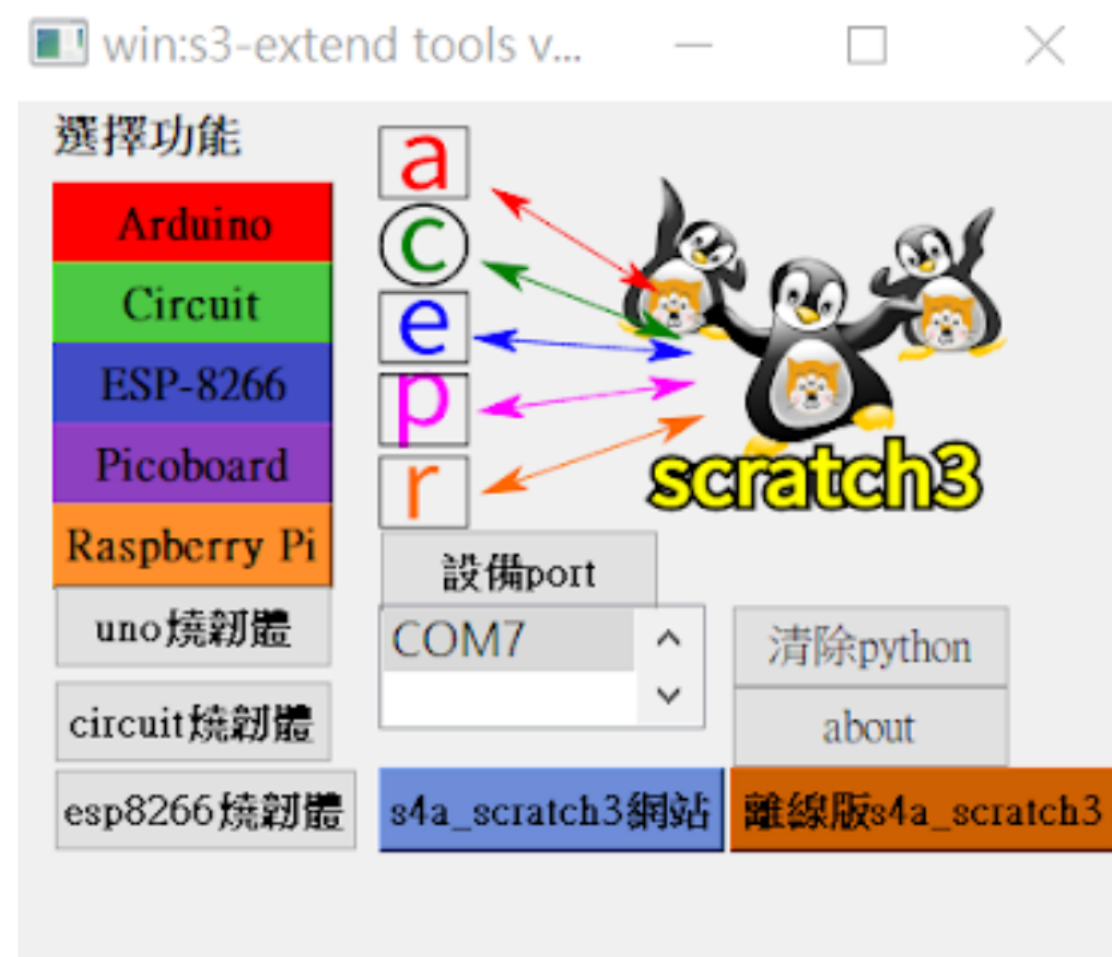 win:s3-extend tools v...
選擇功能
Arduino
Circuit
ESP-8266
Picoboard
Raspberry Pi
uno燒韌體
circuit燒韌體
esp8266燒韌體
a
c
e
p
r
scratch3
設備port
COM7
清除python
about
s4a_scratch3網站
離線版s4a_scratch3